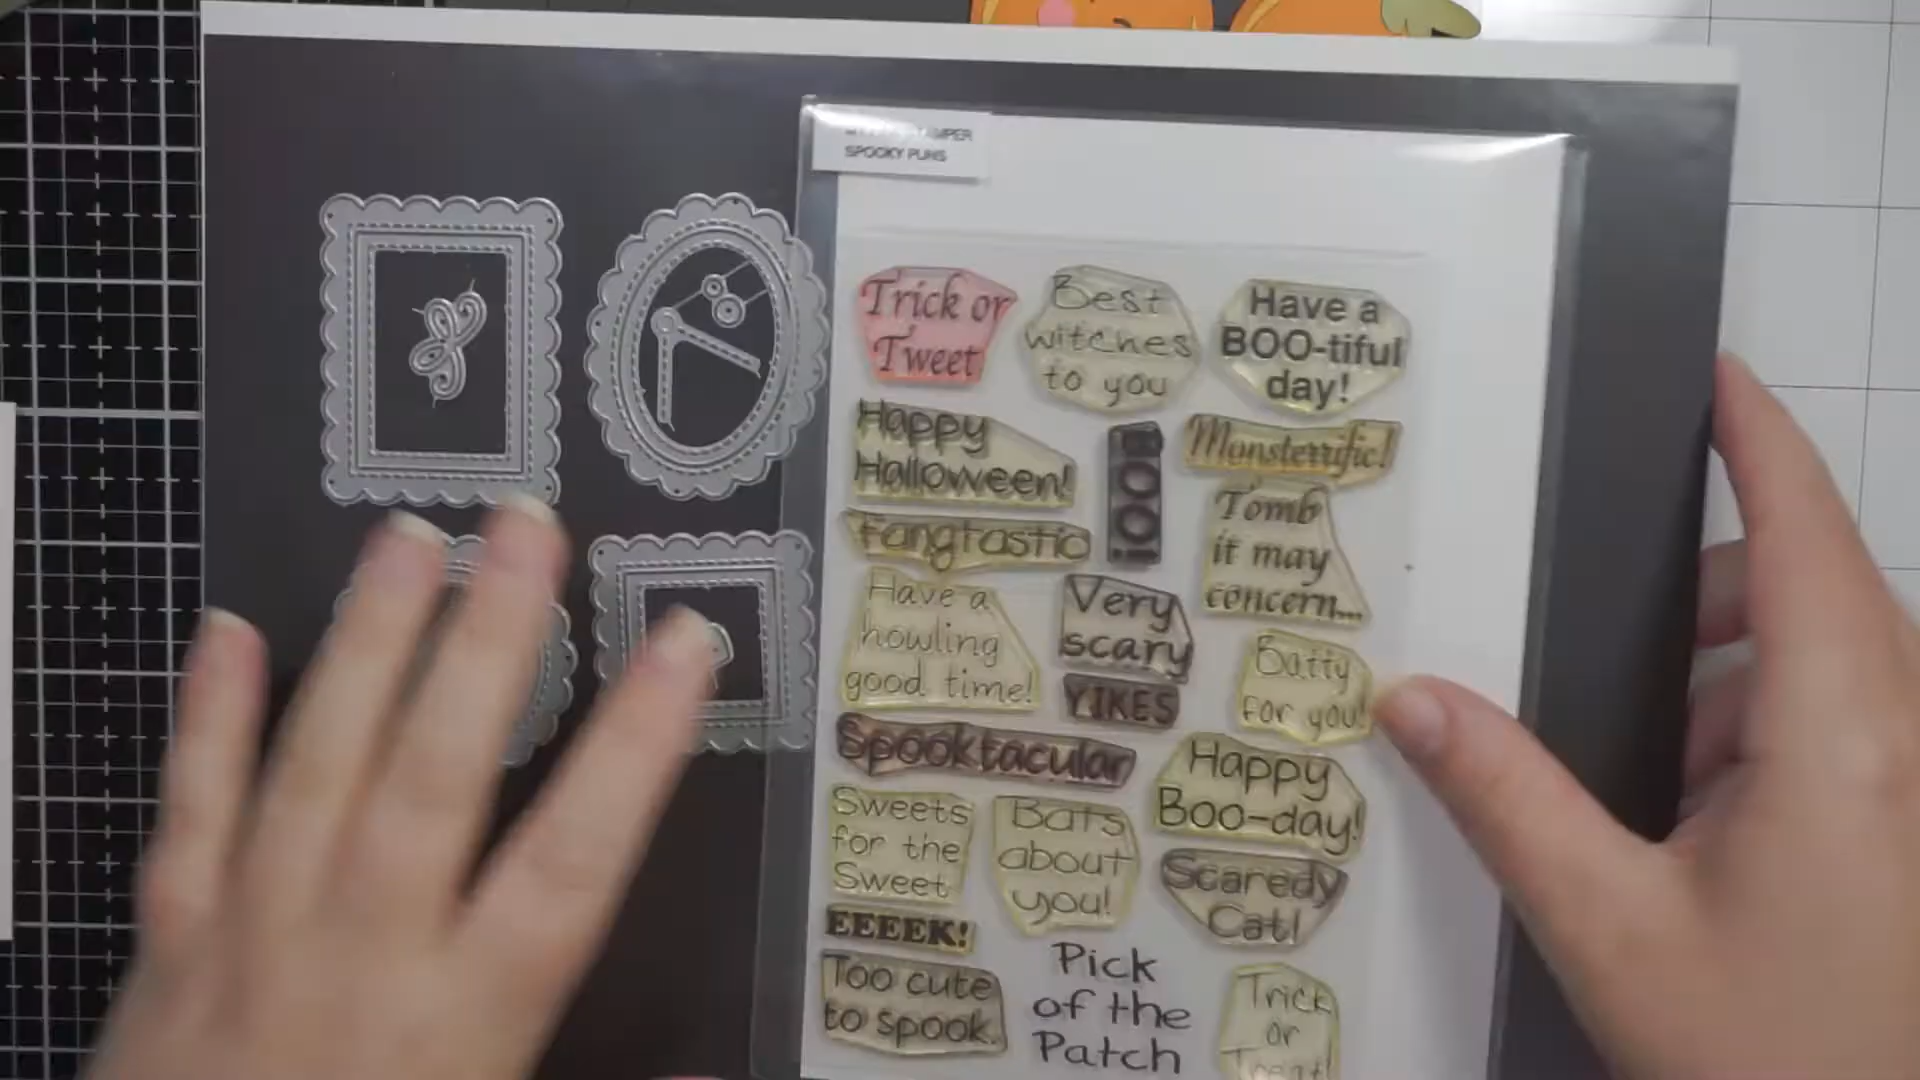 SPOOKY PUNS
Trick or
Tweet
Best
witches
to you
Have a
BOO-tiful
day!
Happy
Halloween!
BOO!
Monsterrific!
Fangtastic
Tomb
it may
concern...
Have a
howling
good time!
Very
scary
YIKES
Batty
for you!
Spooktacular
Happy
Boo-day!
Sweets
for the
Sweet
Bats
about
you!
Scaredy
Cat!
EEEEK!
Too cute
to spook.
Pick
of the
Patch
Trick
or
Treat!